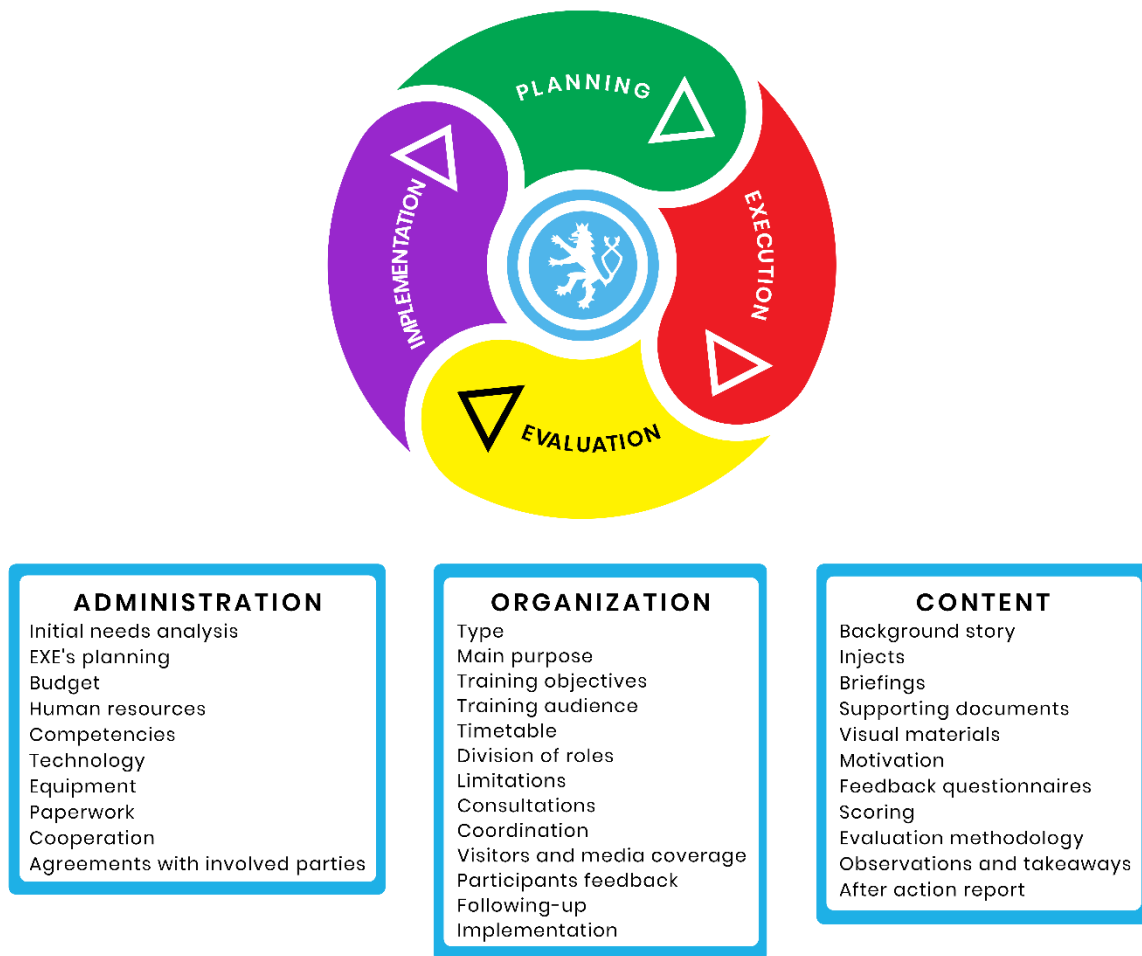 PLANNING
EXECUTION
IMPLEMENTATION
EVALUATION
ADMINISTRATION
Initial needs analysis
EXE's planning
Budget
Human resources
Competencies
Technology
Equipment
Paperwork
Cooperation
Agreements with involved parties
ORGANIZATION
Type
Main purpose
Training objectives
Training audience
Timetable
Division of roles
Limitations
Consultations
Coordination
Visitors and media coverage
Participants feedback
Following-up
Implementation
CONTENT
Background story
Injects
Briefings
Supporting documents
Visual materials
Motivation
Feedback questionnaires
Scoring
Evaluation methodology
Observations and takeaways
After action report